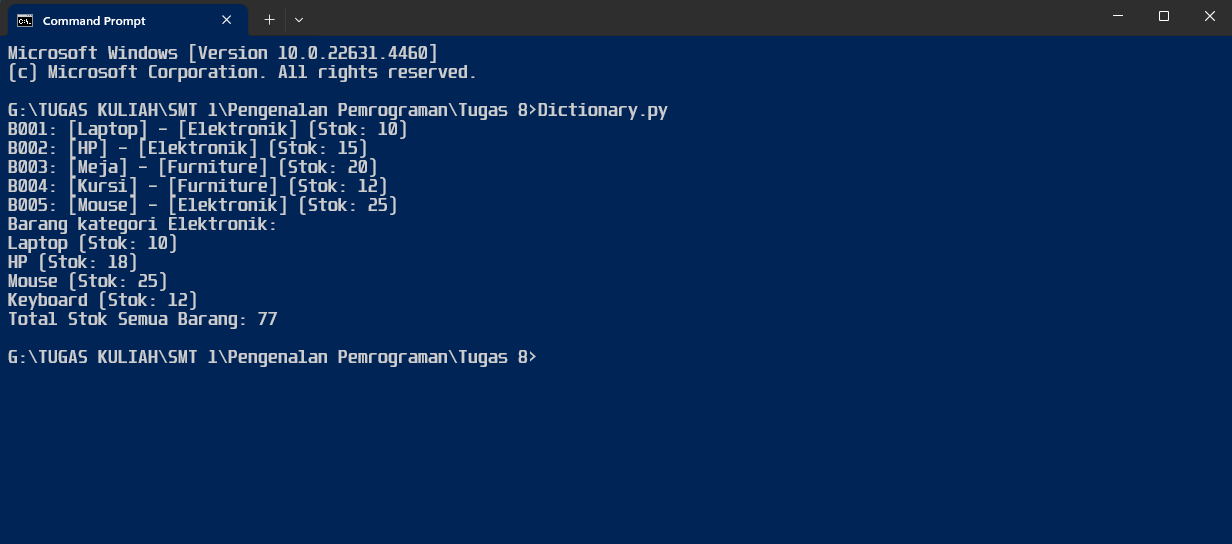 Command Prompt
Microsoft Windows [Version 10.0.22631.4460]
(c) Microsoft Corporation. All rights reserved.
G:\TUGAS KULIAH\SMT 1\Pengenalan Pemrograman\Tugas 8>Dictionary.py
B001: [Laptop] - [Elektronik] (Stok: 10)
B002: [HP] - [Elektronik] (Stok: 15)
B003: [Meja] - [Furniture] (Stok: 20)
B004: [Kursi] - [Furniture] (Stok: 12)
B005: [Mouse] - [Elektronik] (Stok: 25)
Barang kategori Elektronik:
Laptop (Stok: 10)
HP (Stok: 18)
Mouse (Stok: 25)
Keyboard (Stok: 12)
Total Stok Semua Barang: 77
G:\TUGAS KULIAH\SMT 1\Pengenalan Pemrograman\Tugas 8>